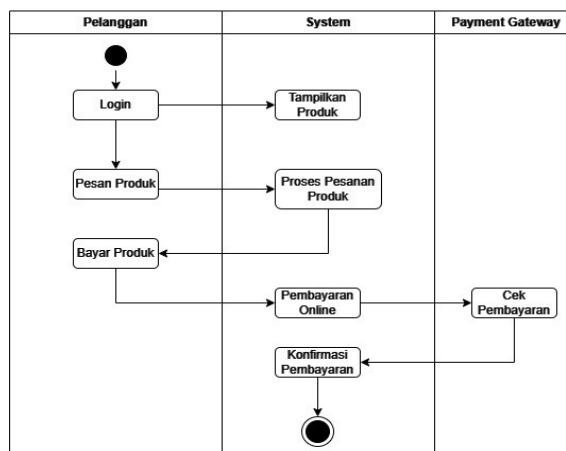 Pelanggan
System
Payment Gateway
Login
Tampilkan
Produk
Pesan Produk
Proses Pesanan
Produk
Bayar Produk
Pembayaran
Online
Cek
Pembayaran
Konfirmasi
Pembayaran